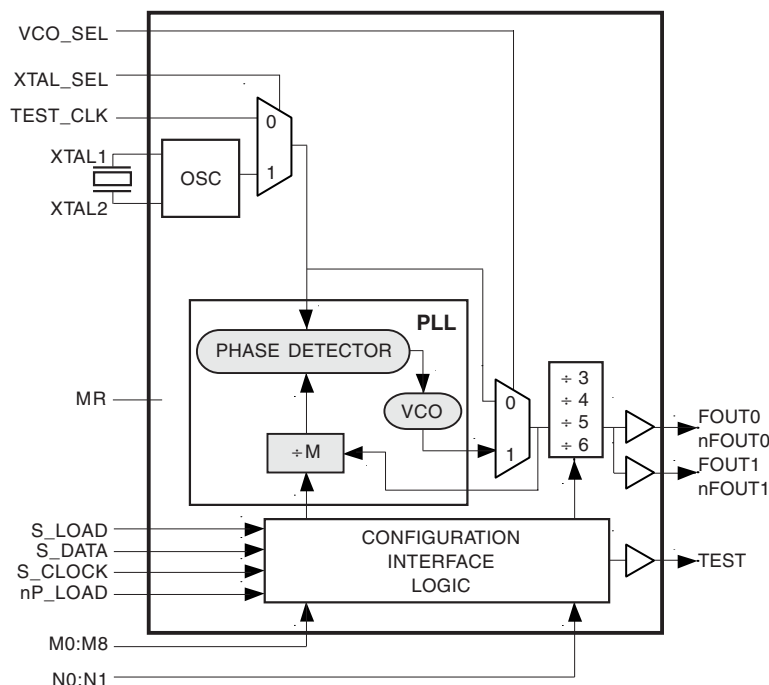 VCO_SEL
XTAL_SEL
TEST_CLK
0
XTAL1
OSC
1
XTAL2
PLL
PHASE DETECTOR
VCO
÷M
MR
0
1
÷ 3
÷ 4
÷ 5
÷ 6
FOUT0
nFOUT0
FOUT1
nFOUT1
S_LOAD
S_DATA
S_CLOCK
nP_LOAD
CONFIGURATION
INTERFACE
LOGIC
TEST
M0:M8
N0:N1